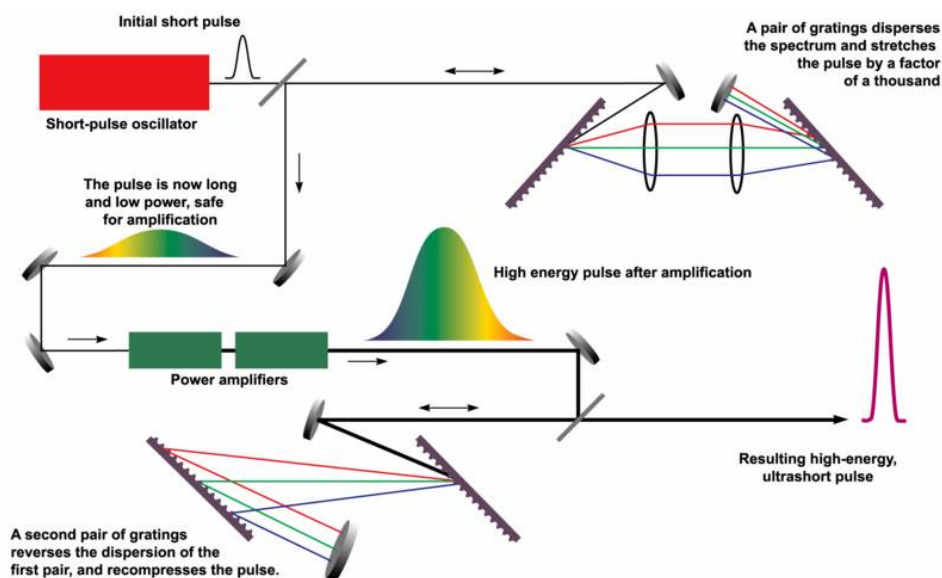 Initial short pulse
A pair of gratings disperses
the spectrum and stretches
the pulse by a factor
of a thousand
Short-pulse oscillator
The pulse is now long
and low power, safe
for amplification
High energy pulse after amplification
Power amplifiers
Resulting high-energy,
ultrashort pulse
A second pair of gratings
reverses the dispersion of the
first pair, and recompresses the pulse.